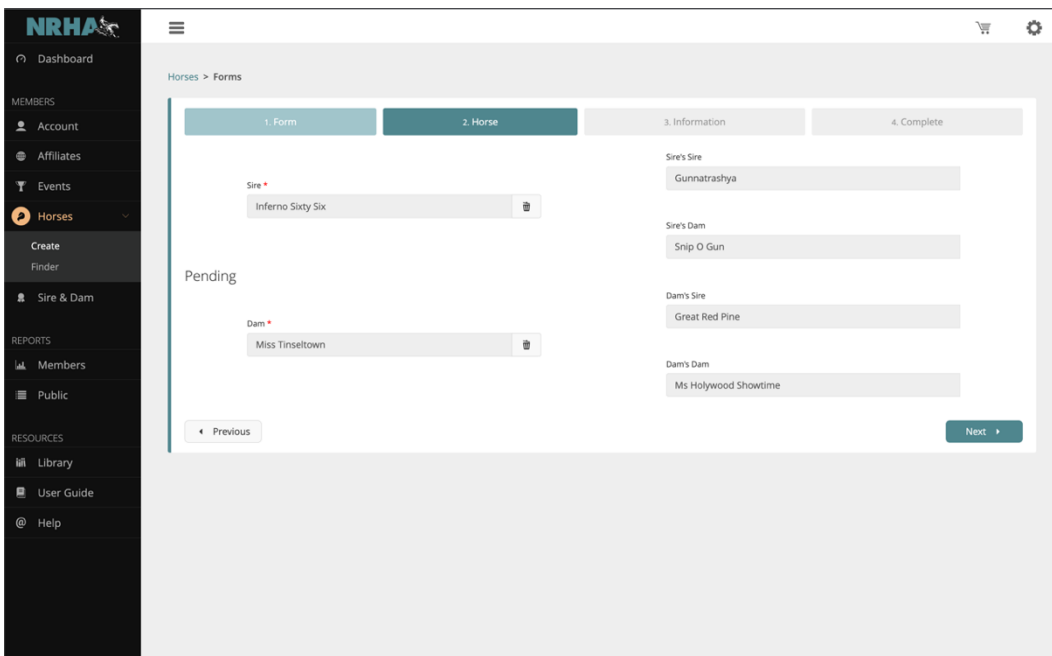 NRHA
Dashboard
MEMBERS
Account
Affiliates
Events
Horses
Create
Finder
Sire & Dam
REPORTS
Members
Public
RESOURCES
Library
User Guide
@ Help
Horses > Forms
1. Form
2. Horse
3. Information
4. Complete
Pending
Sire *
Inferno Sixty Six
Dam *
Miss Tinseltown
Sire's Sire
Gunnatrashya
Sire's Dam
Snip O Gun
Dam's Sire
Great Red Pine
Dam's Dam
Ms Holywood Showtime
Previous
Next